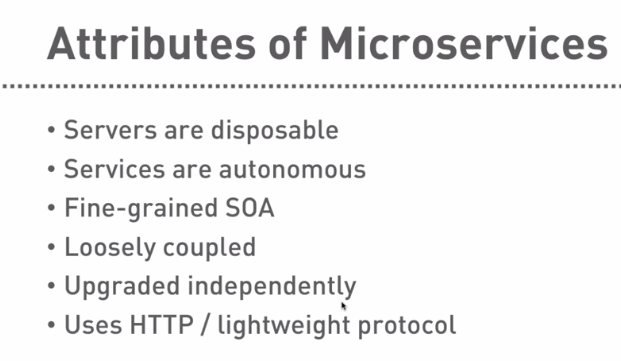 Attributes of Microservices
• Servers are disposable
• Services are autonomous
• Fine-grained SOA
• Loosely coupled
• Upgraded independently
• Uses HTTP / lightweight protocol